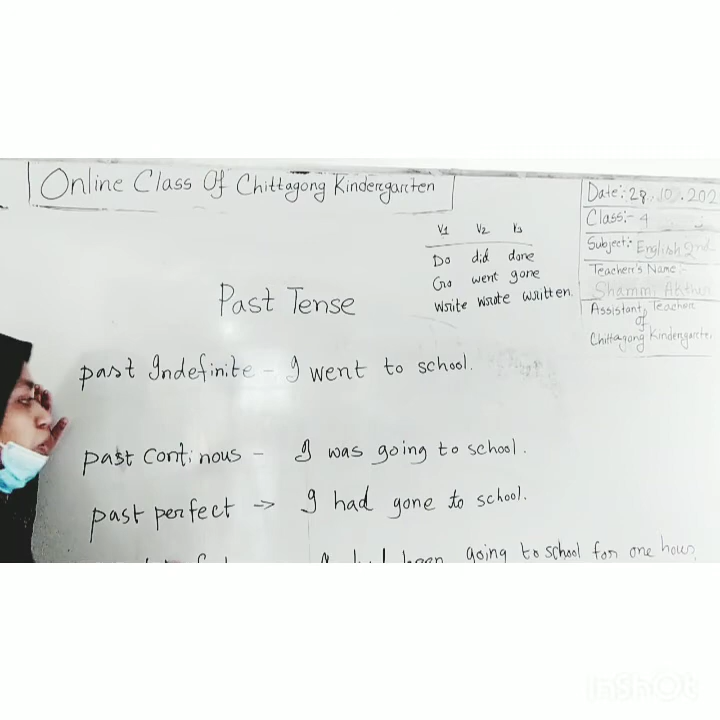 Online Class Of Chittagong Kindergarten
Date: 28.10.202
Class:- 4
Subject: English 2nd
Teacher's Name:-
Shammi Akther
Assistant Teacher
of
Chittagong Kindergarte
V1 V2 V3
Do did done
Go went gone
Write wrote written
Past Tense
past Indefinite - I went to school.
past continous - I was going to school.
past perfect -> I had gone to school.
going to school for one hour,
InShOt